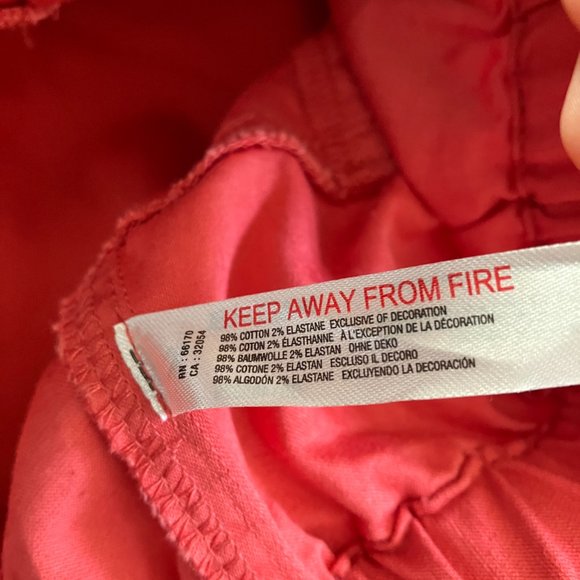 KEEP AWAY FROM FIRE
98% COTTON 2% ELASTANE EXCLUSIVE OF DECORATION
98% COTON 2% ÉLASTHANNE À L'EXCEPTION DE LA DÉCORATION
98% BAUMWOLLE 2% ELASTAN OHNE DEKO
98% COTONE 2% ELASTAN ESCLUSO IL DECORO
98% ALGODÓN 2% ELASTANE EXCLUYENDO LA DECORACIÓN
RN : 66170
CA : 32054